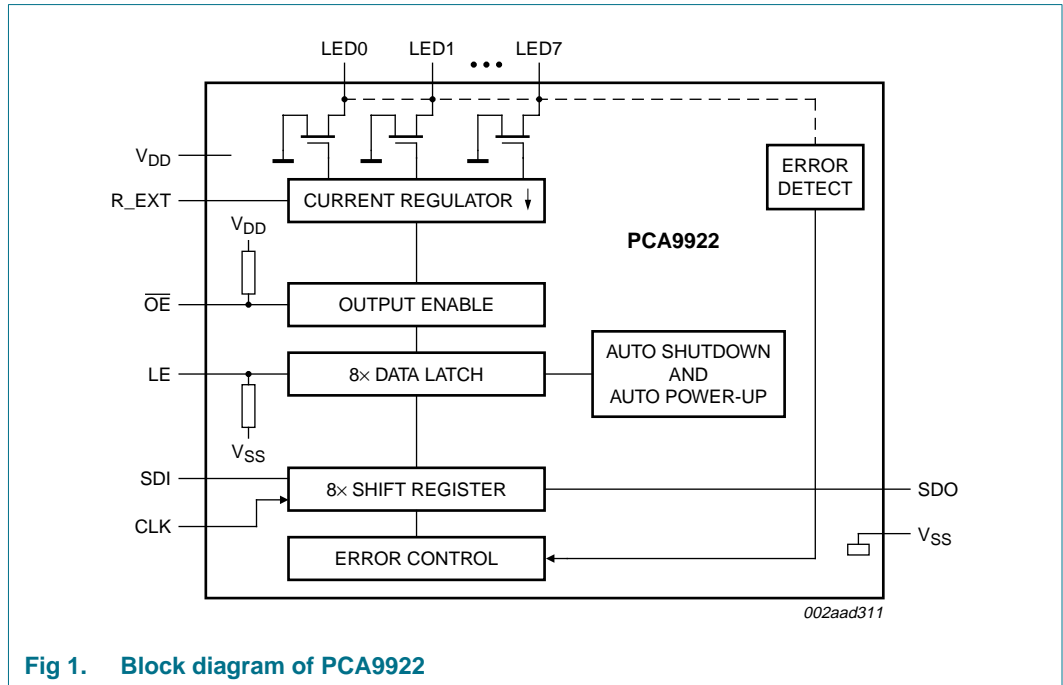 LED0 LED1 ••• LED7
VDD
R_EXT
CURRENT REGULATOR ↓
ERROR
DETECT
PCA9922
VDD
OE
OUTPUT ENABLE
LE
8× DATA LATCH
AUTO SHUTDOWN
AND
AUTO POWER-UP
VSS
SDI
8× SHIFT REGISTER
SDO
CLK
VSS
ERROR CONTROL
002aad311
Fig 1. Block diagram of PCA9922